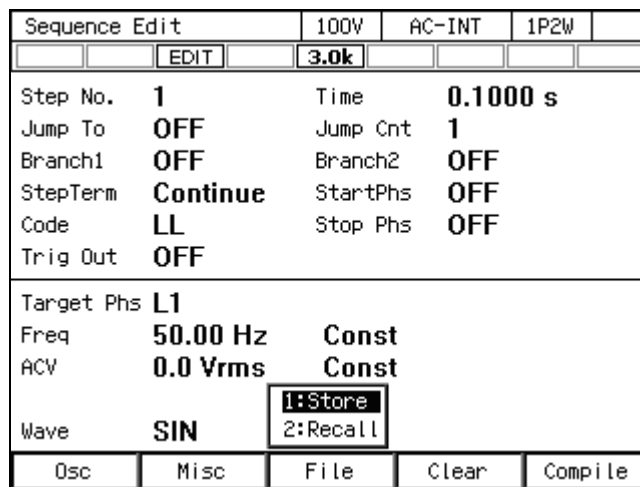 Sequence Edit 100V AC-INT 1P2W
EDIT 3.0k
Step No. 1 Time 0.1000 s
Jump To OFF Jump Cnt 1
Branch1 OFF Branch2 OFF
StepTerm Continue StartPhs OFF
Code LL Stop Phs OFF
Trig Out OFF
Target Phs L1
Freq 50.00 Hz Const
ACV 0.0 Vrms Const
1:Store
Wave SIN 2:Recall
Osc Misc File Clear Compile